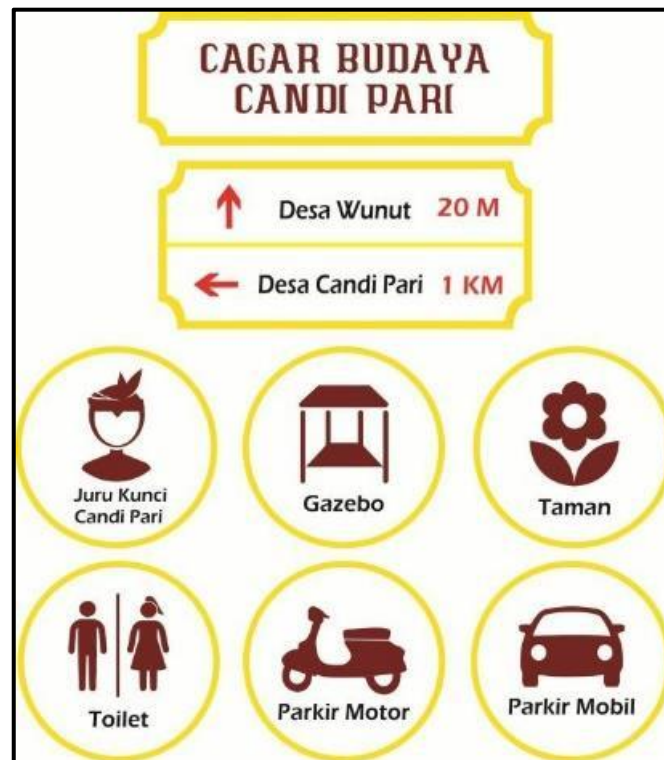 CAGAR BUDAYA
CANDI PARI
Desa Wunut 20 M
Desa Candi Pari 1 KM
Juru Kunci
Candi Pari
Gazebo
Taman
Toilet
Parkir Motor
Parkir Mobil